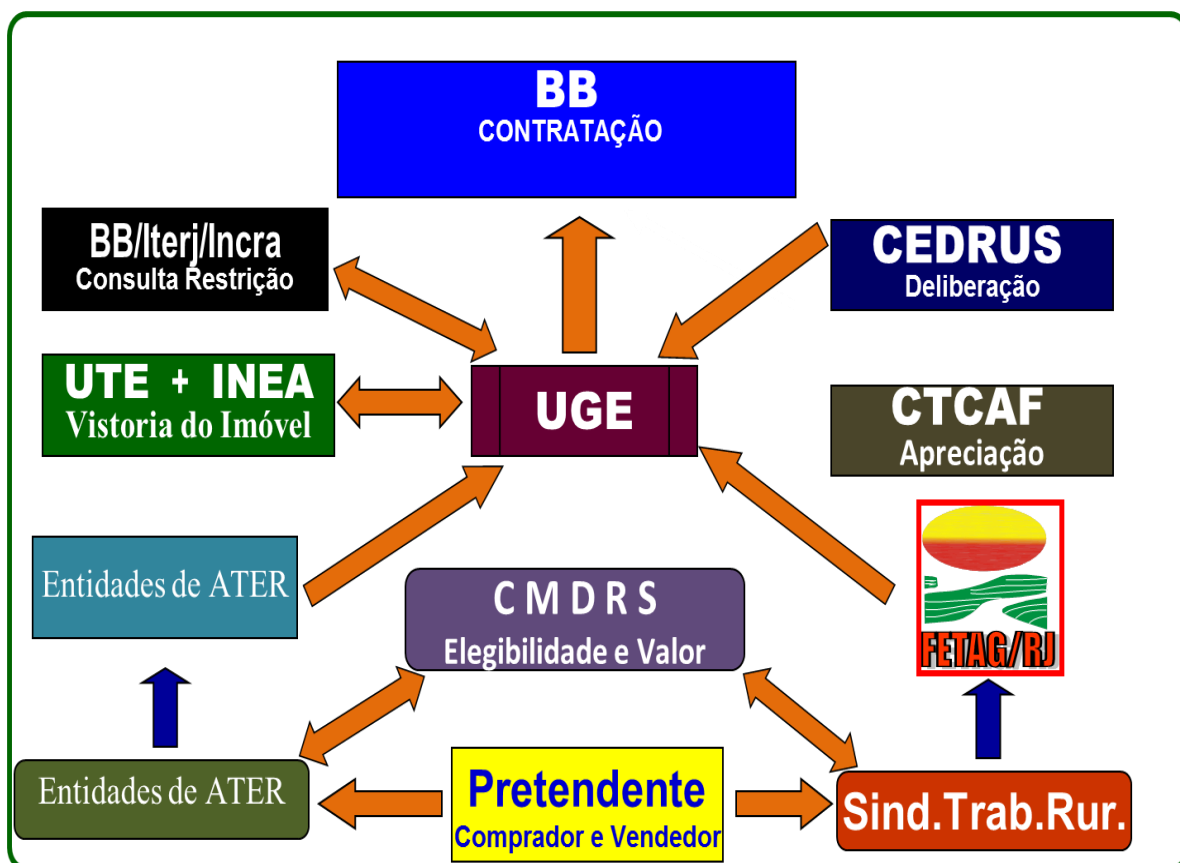 BB
CONTRATAÇÃO
BB/Iterj/Incra
Consulta Restrição
CEDRUS
Deliberação
UTE + INEA
Vistoria do Imóvel
UGE
CTCAF
Apreciação
Entidades de ATER
C M D R S
Elegibilidade e Valor
FETAG/RJ
Entidades de ATER
Pretendente
Comprador e Vendedor
Sind.Trab.Rur.